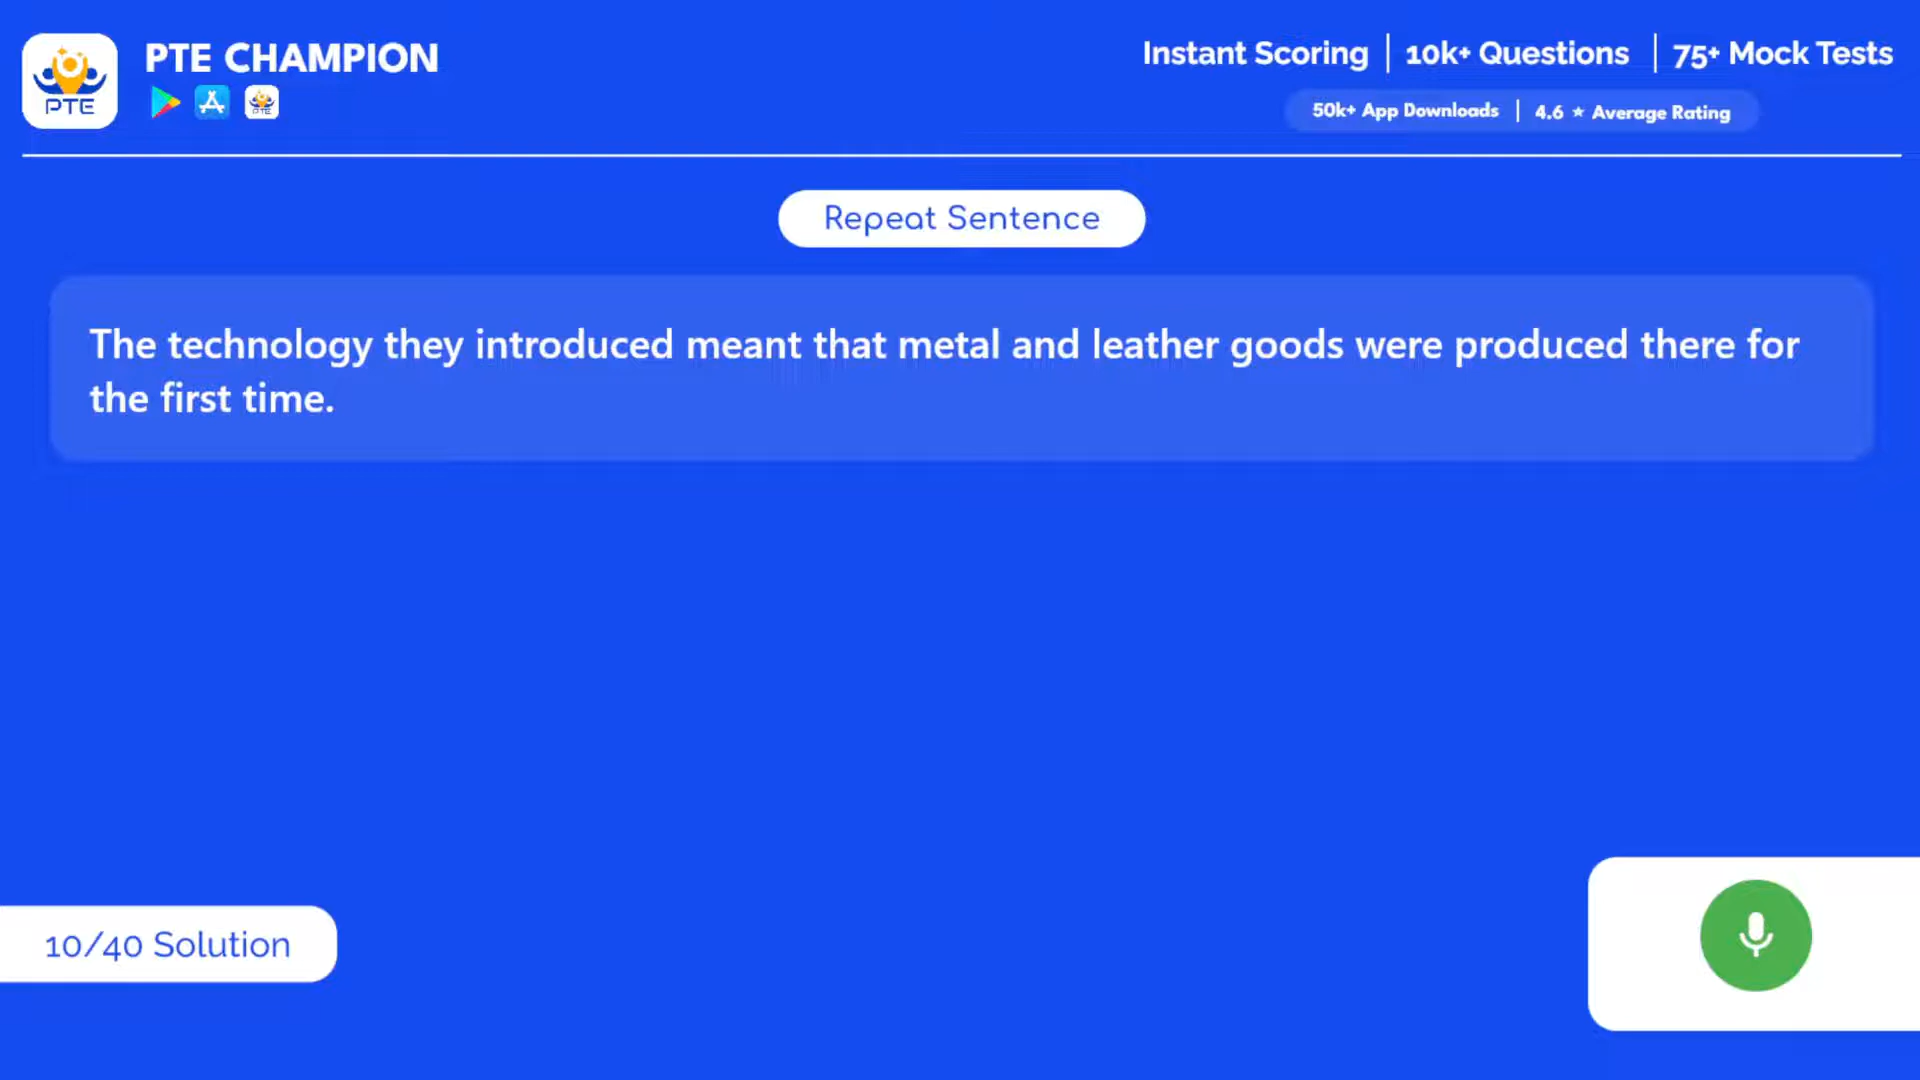 PTE CHAMPION
PTE
PTE
Instant Scoring | 10k+ Questions | 75+ Mock Tests
50k+ App Downloads | 4.6 ★ Average Rating
Repeat Sentence
The technology they introduced meant that metal and leather goods were produced there for
the first time.
10/40 Solution